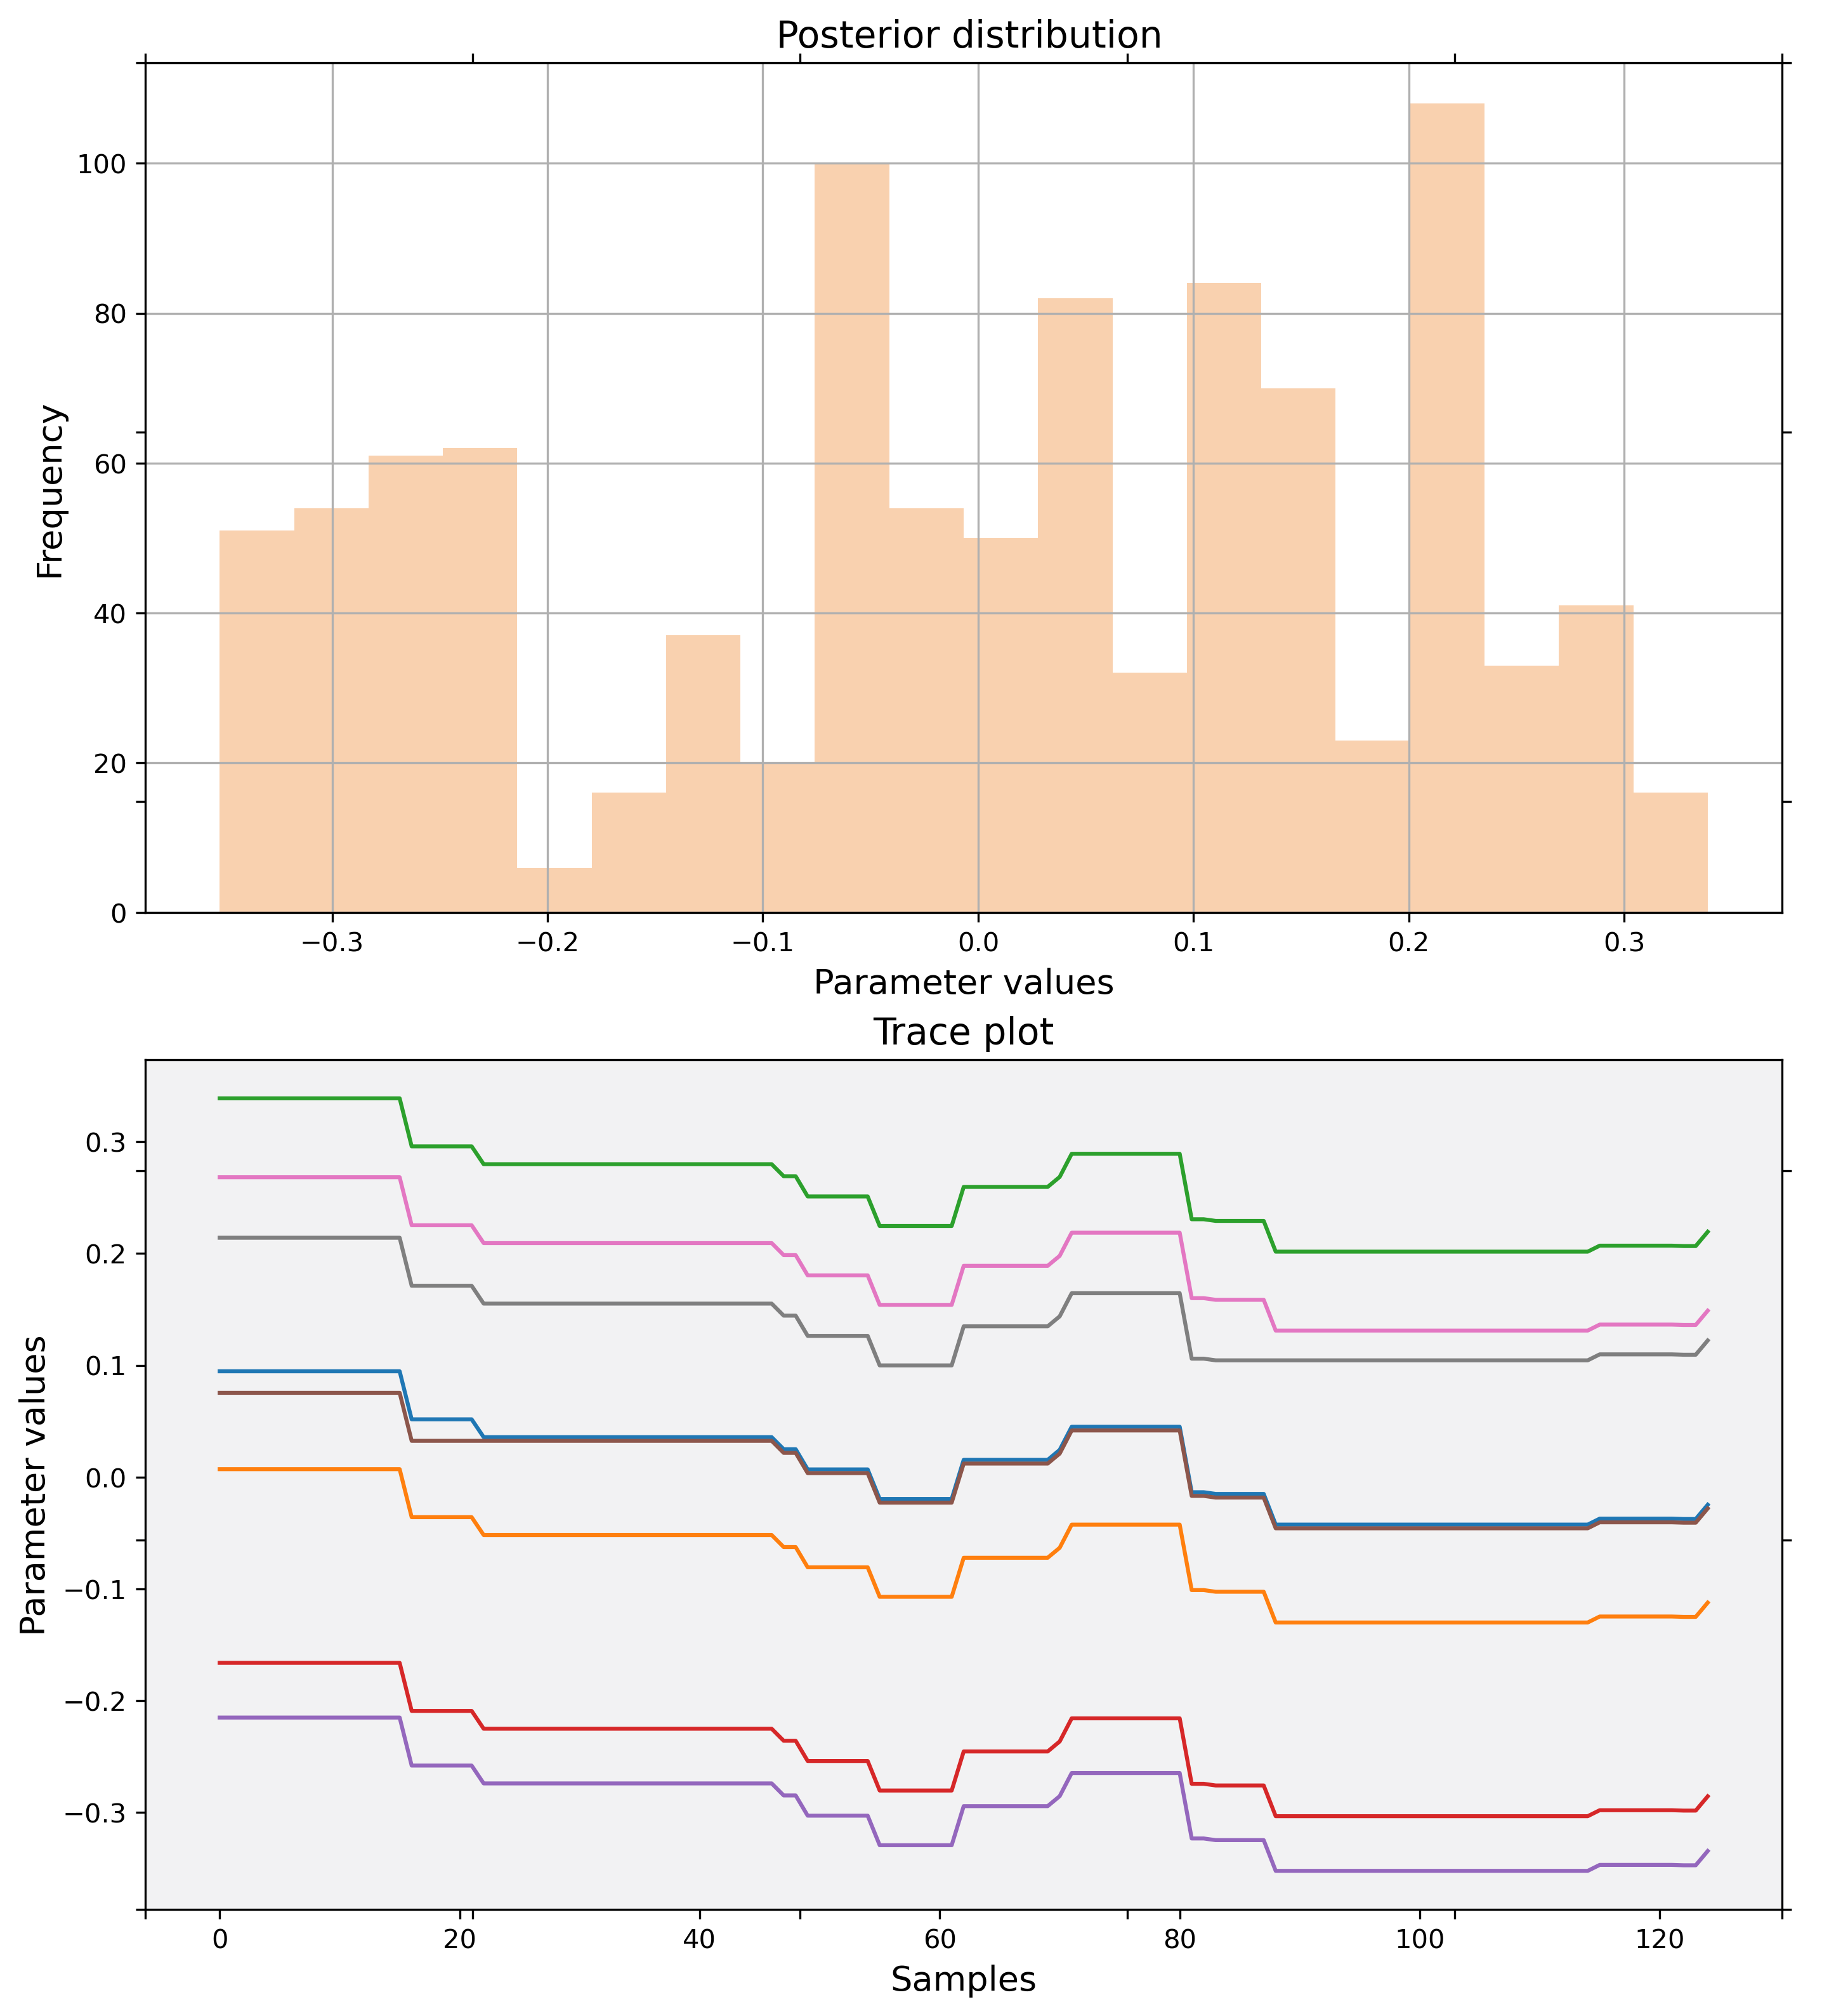 Posterior distribution
100
80
60
40
20
0
Frequency
−0.3 −0.2 −0.1 0.0 0.1 0.2 0.3
Parameter values
Trace plot
0.3
0.2
0.1
0.0
−0.1
−0.2
−0.3
Parameter values
0 20 40 60 80 100 120
Samples